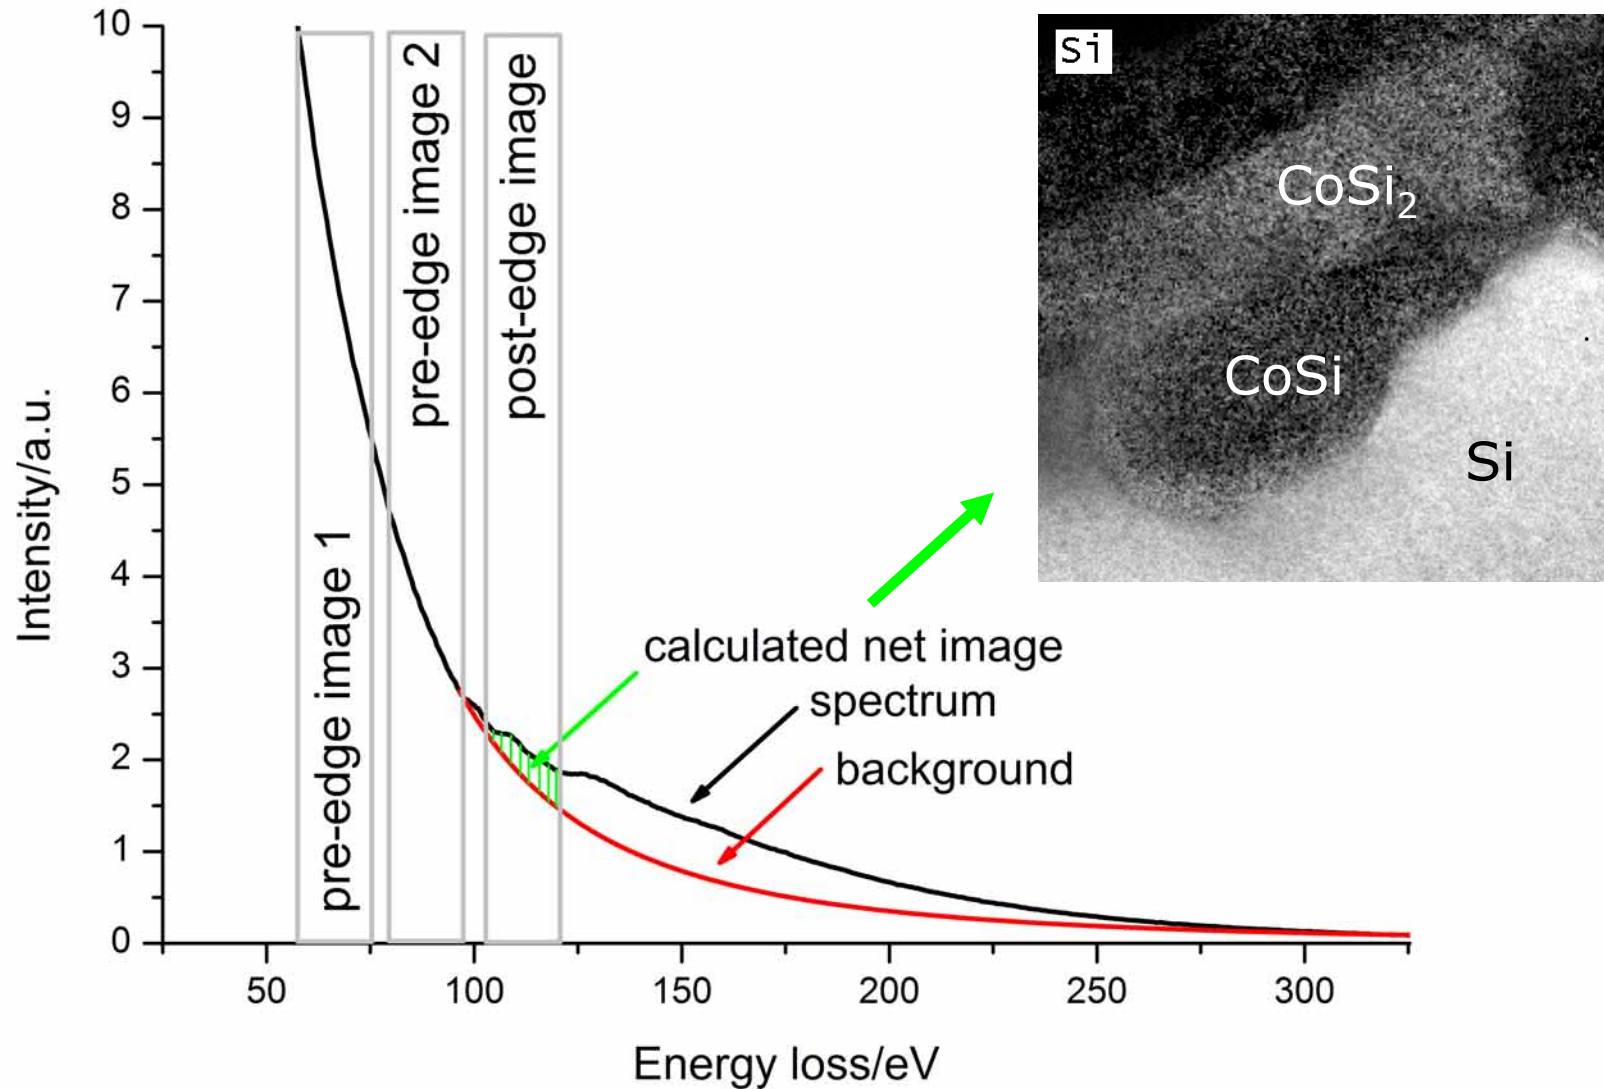 10
9
8
7
6
5
4
3
2
1
0
50
100
150
200
250
300
Intensity/a.u.
Energy loss/eV
pre-edge image 1
pre-edge image 2
post-edge image
calculated net image
spectrum
background
Si
CoSi₂
CoSi
Si